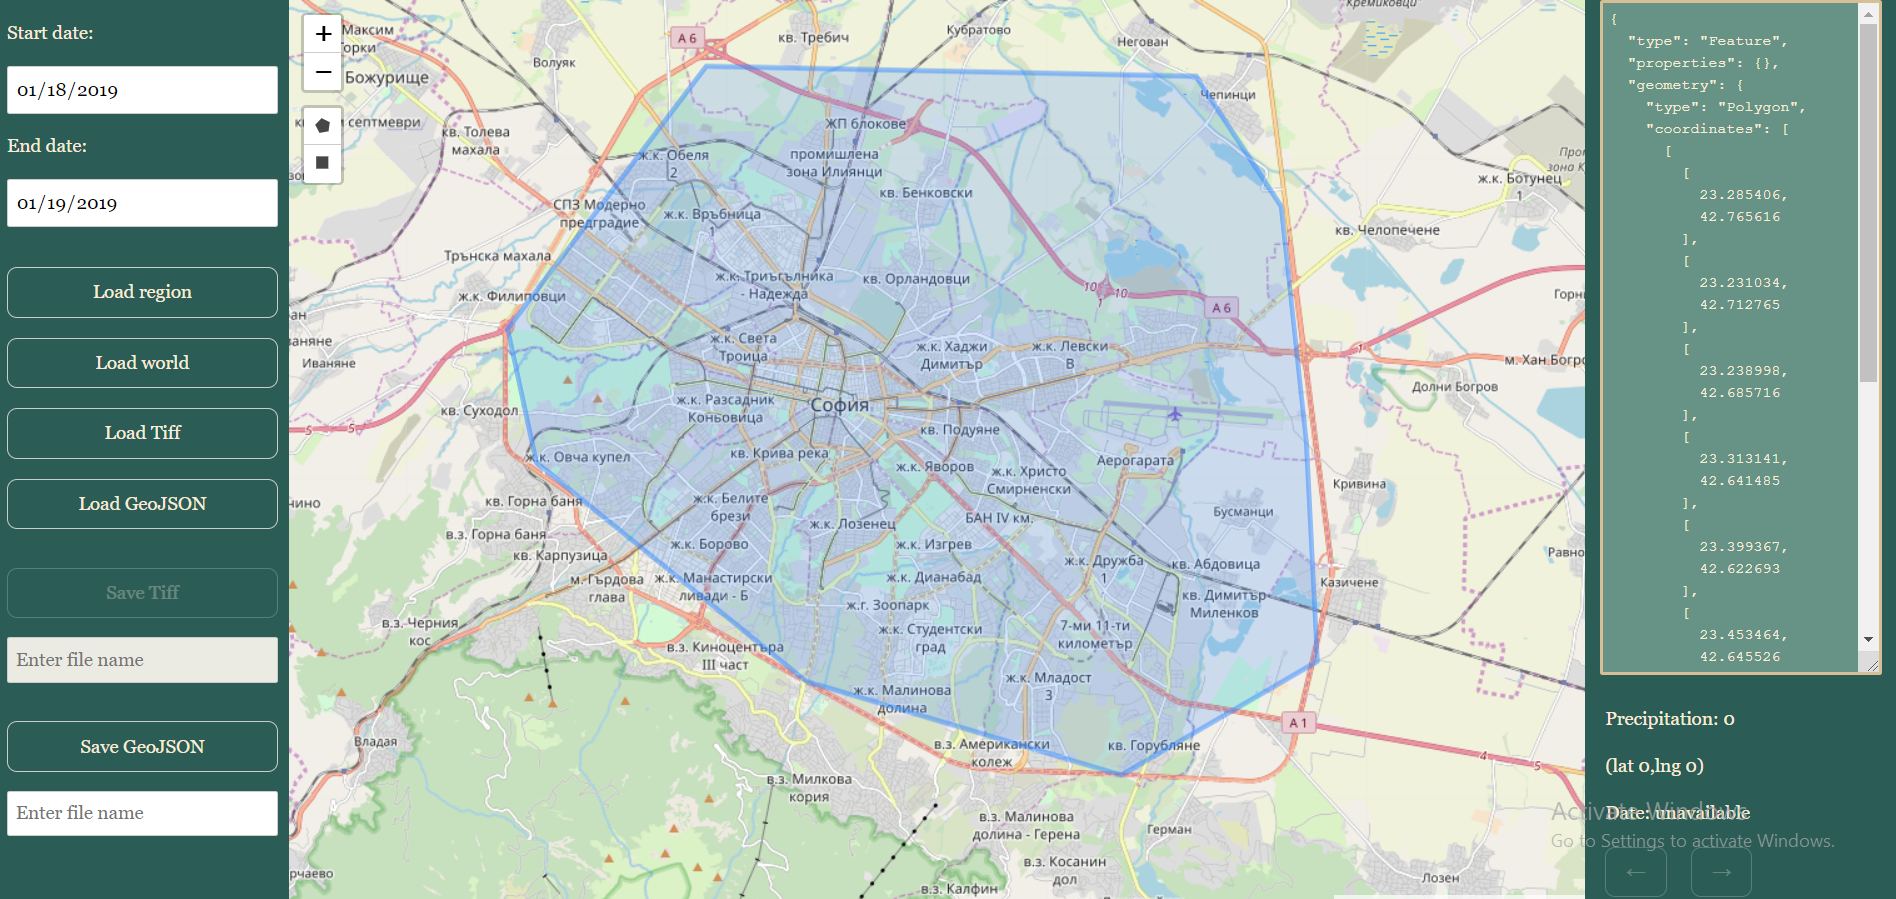 Start date:
01/18/2019
End date:
01/19/2019
Load region
Load world
Load Tiff
Load GeoJSON
Save Tiff
Enter file name
Save GeoJSON
Enter file name
+
−
Максим
Божурище
септември
Волуяк
А 6
кв. Требич
Кубратово
Негован
Чепинци
кв. Толева
махала
ж.к. Обеля
2
ЖП блокове
промишлена
зона Илиянци
кв. Бенковски
ж.к. Ботунец
1
СПЗ Модерно
предградие
ж.к. Връбница
1
кв. Челопечене
Трънска махала
ж.к. Филиповци
ж.к. Триъгълника
- Надежда
кв. Орландовци
10
10
1
А 6
Иваняне
ж.к. Света
Троица
ж.к. Хаджи
Димитър
ж.к. Левски
В
1
м. Хан Богро
Долни Богров
5
5
кв. Суходол
ж.к. Разсадник
Коньовица
София
кв. Подуяне
ж.к. Овча купел
кв. Крива река
ж.к. Яворов
ж.к. Христо
Смирненски
Аерогарата
Кривина
кв. Горна баня
ж.к. Белите
брези
ж.к. Лозенец
БАН IV км.
Бусманци
в.з. Горна баня
кв. Карпузица
ж.к. Борово
ж.к. Изгрев
ж.к. Дружба
1
кв. Абдовица
м. Гърдова
глава
ж.к. Манастирски
ливади - Б
ж.к. Дианабад
ж.г. Зоопарк
кв. Димитър
Миленков
Казичене
в.з. Черния
кос
ж.к. Студентски
град
7-ми 11-ти
километър
в.з. Киноцентъра
III част
ж.к. Малинова
долина
ж.к. Младост
3
А 1
Владая
в.з. Американски
колеж
кв. Горубляне
4
5
в.з. Милкова
кория
в.з. Малинова
долина - Герена
Герман
в.з. Косанин
дол
в.з. Калфин
Лозен
{
"type": "Feature",
"properties": {},
"geometry": {
"type": "Polygon",
"coordinates": [
[
[
23.285406,
42.765616
],
[
23.231034,
42.712765
],
[
23.238998,
42.685716
],
[
23.313141,
42.641485
],
[
23.399367,
42.622693
],
[
23.453464,
42.645526
Precipitation: 0
(lat 0,lng 0)
Date: unavailable
Activate Windows
Go to Settings to activate Windows.
←
→